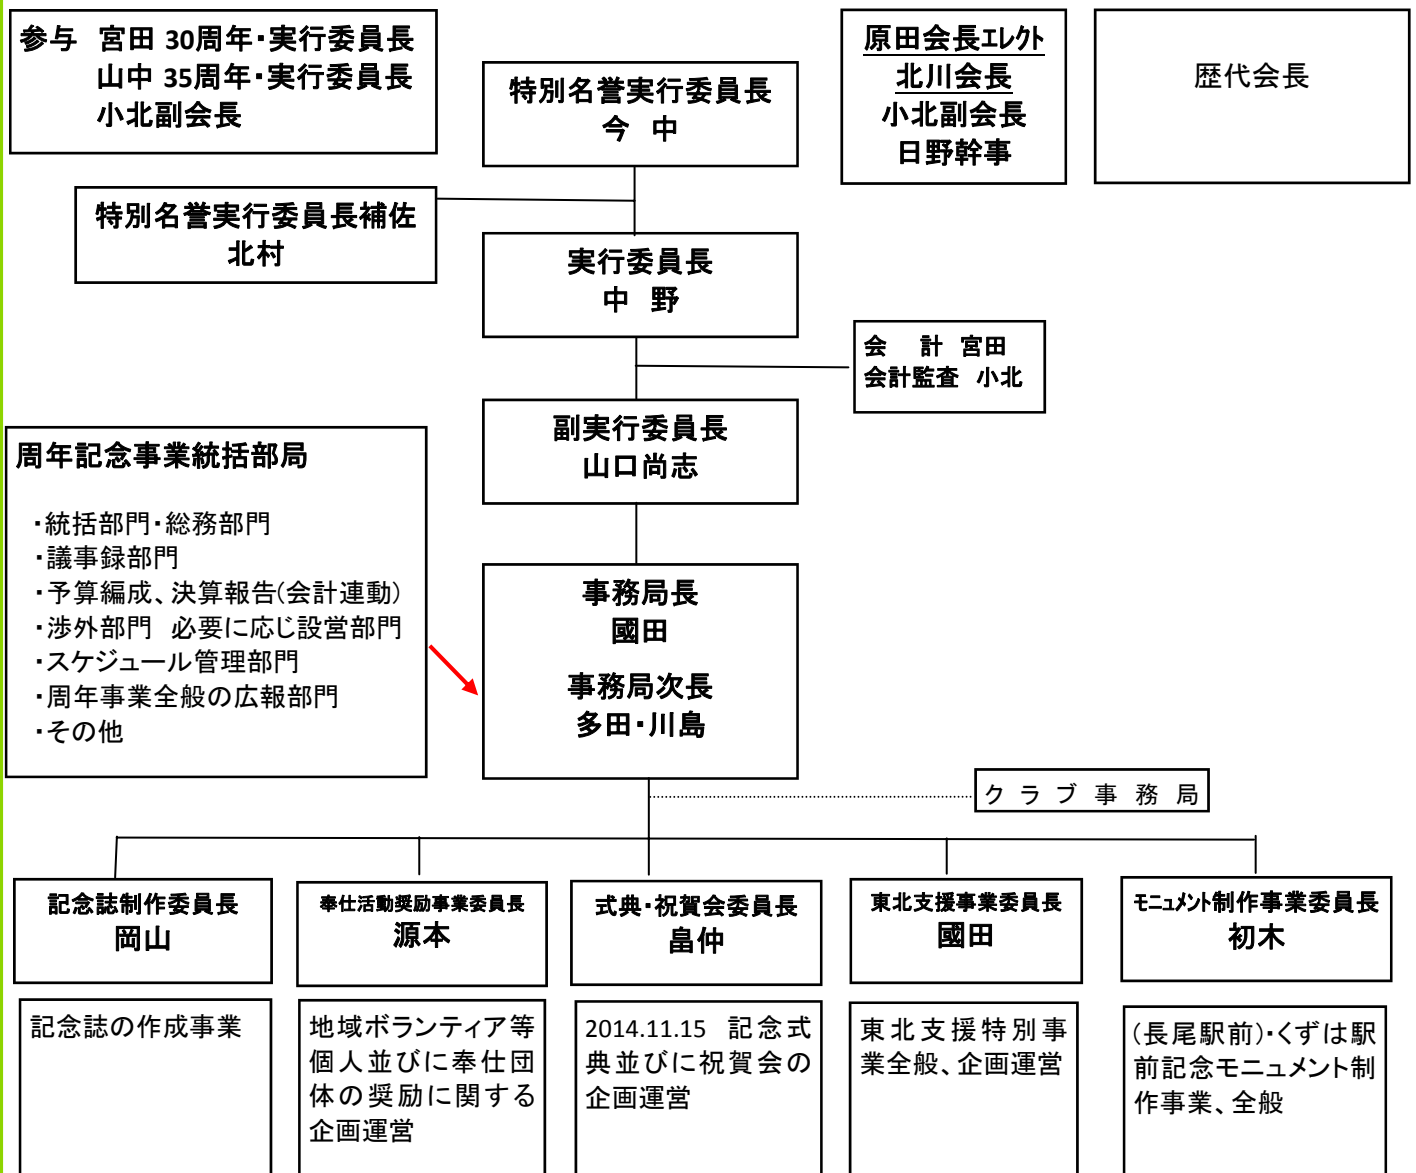 参与 宮田 30周年・実行委員長
山中 35周年・実行委員長
小北副会長
特別名誉実行委員長
今 中
原田会長エレクト
北川会長
小北副会長
日野幹事
歴代会長
特別名誉実行委員長補佐
北村
実行委員長
中 野
会 計 宮田
会計監査 小北
副実行委員長
山口尚志
周年記念事業統括部局
・統括部門・総務部門
・議事録部門
・予算編成、決算報告(会計連動)
・渉外部門 必要に応じ設営部門
・スケジュール管理部門
・周年事業全般の広報部門
・その他
事務局長
國田
事務局次長
多田・川島
クラブ事務局
記念誌制作委員長
岡山
奉仕活動奨励事業委員長
源本
式典・祝賀会委員長
畠仲
東北支援事業委員長
國田
モニュメント制作事業委員長
初木
記念誌の作成事業
地域ボランティア等
個人並びに奉仕団
体の奨励に関する
企画運営
2014.11.15 記念式
典並びに祝賀会の
企画運営
東北支援特別事
業全般、企画運営
(長尾駅前)・くずは駅
前記念モニュメント制
作事業、全般